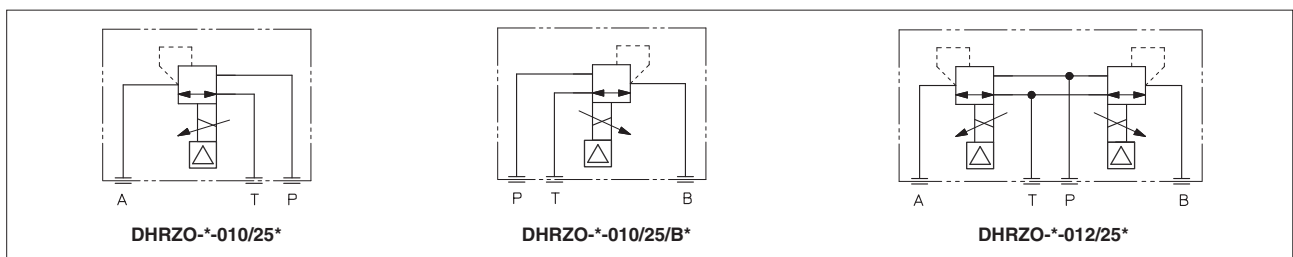 A T P
P T B
A T P B
DHRZO-*-010/25*
DHRZO-*-010/25/B*
DHRZO-*-012/25*